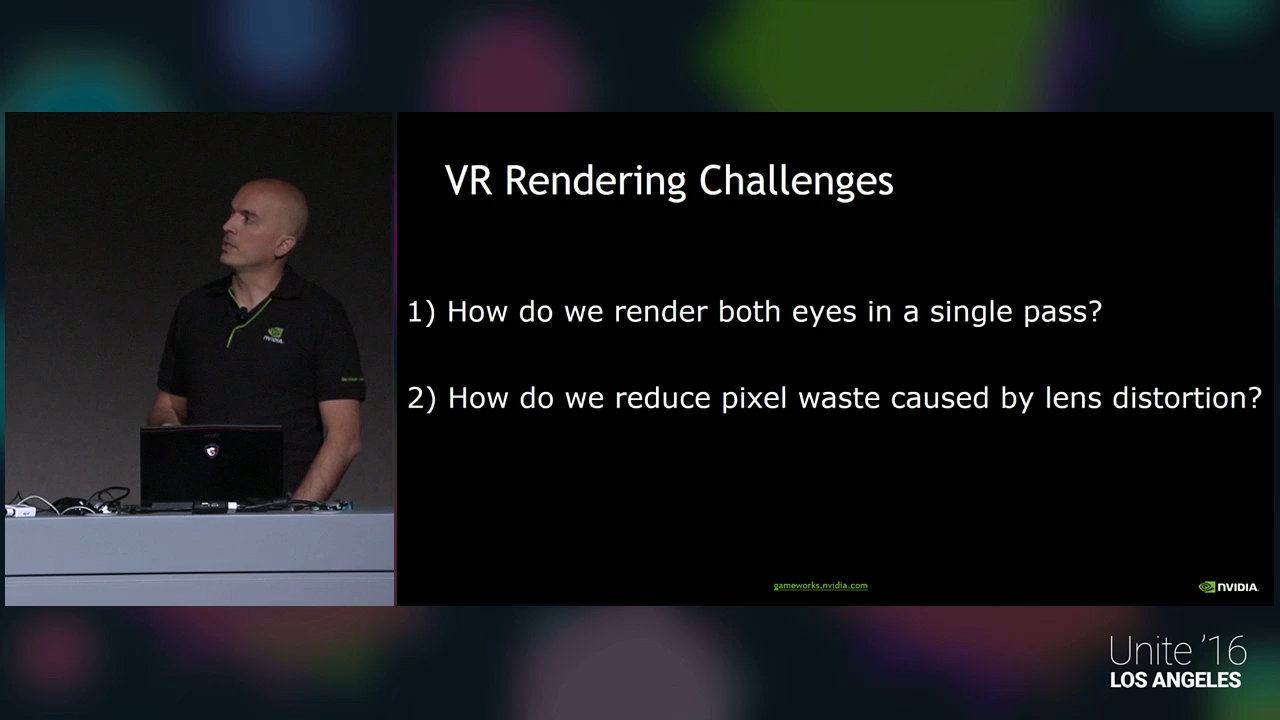 VR Rendering Challenges
1) How do we render both eyes in a single pass?
2) How do we reduce pixel waste caused by lens distortion?
NVIDIA
gameworks.nvidia.com
NVIDIA
Unite '16
LOS ANGELES